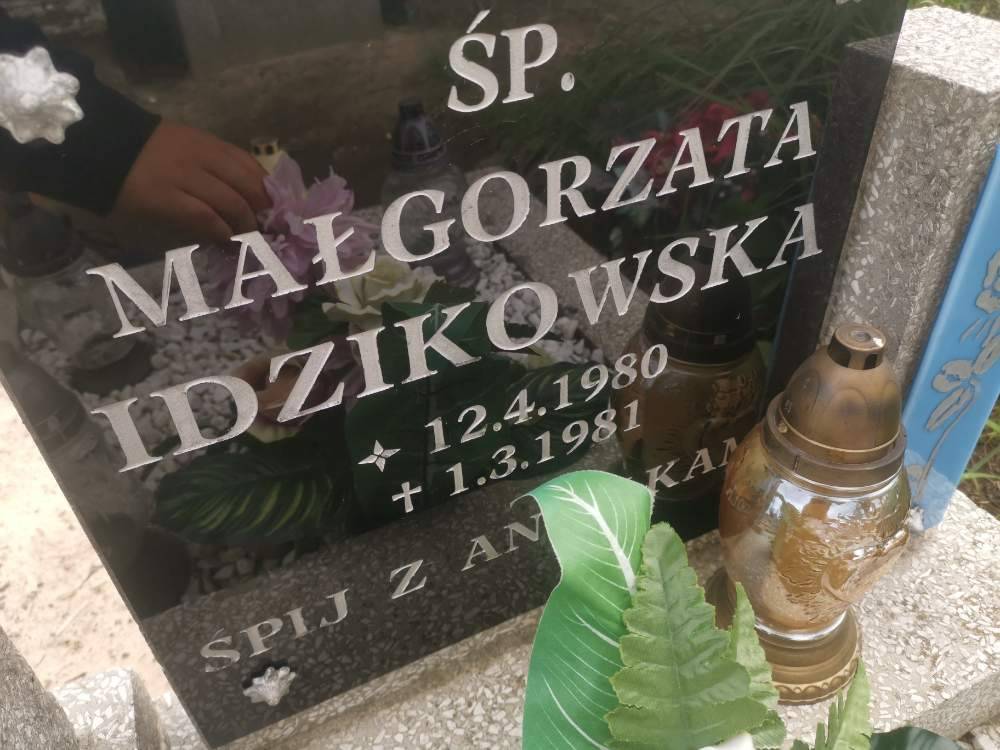 ŚP.
MAŁGORZATA
IDZIKOWSKA
12.4.1980
✝ 1.3.1981
ŚPIJ Z